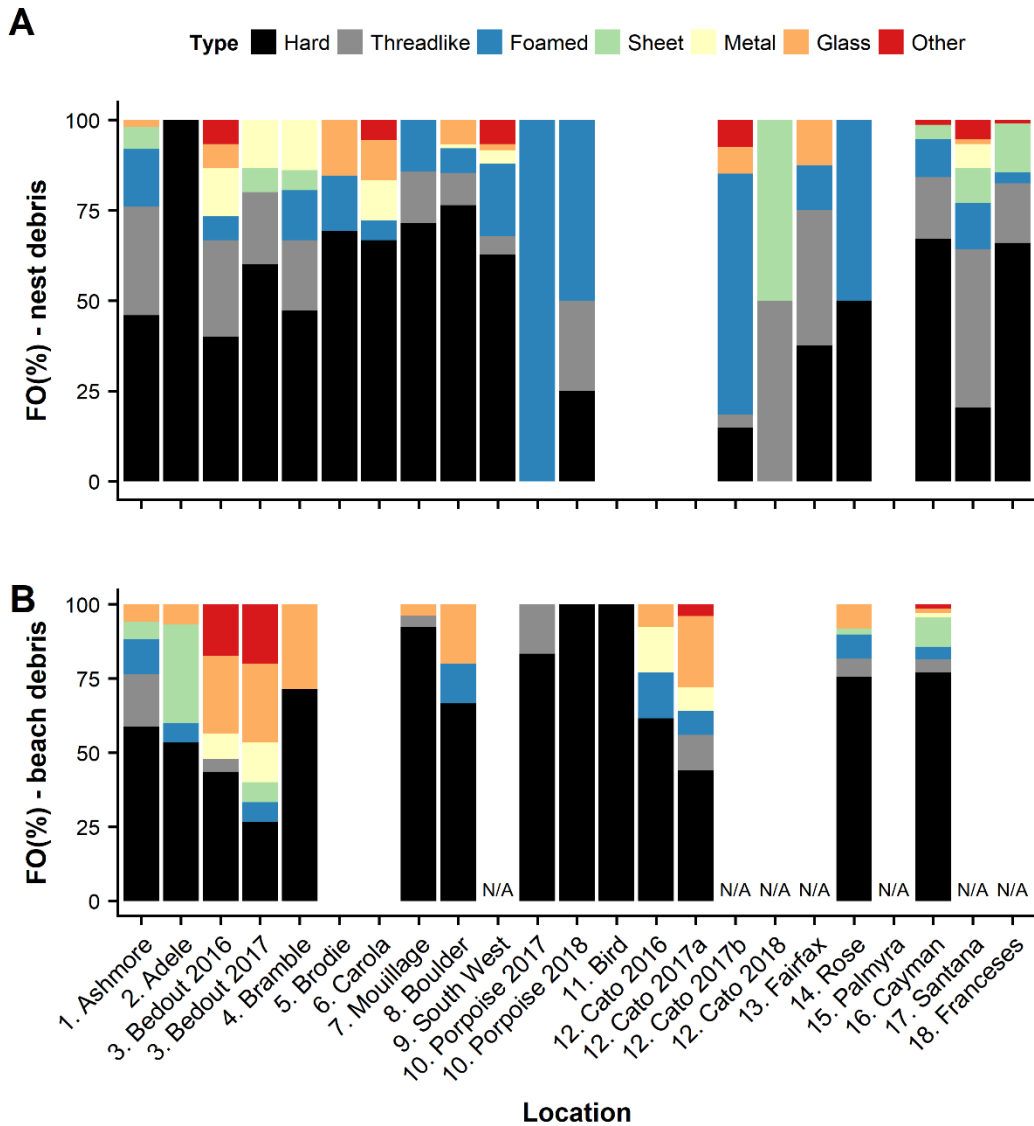 A
Type Hard Threadlike Foamed Sheet Metal Glass Other
FO(%) - nest debris
100
75
50
25
0
B
FO(%) - beach debris
100
75
50
25
0
N/A N/A N/A N/A N/A N/A N/A
1. Ashmore
2. Adele
3. Bedout 2016
3. Bedout 2017
4. Bramble
5. Brodie
6. Carola
7. Mouillage
8. Boulder
9. South West
10. Porpoise 2017
10. Porpoise 2018
11. Bird
12. Cato 2016
12. Cato 2017a
12. Cato 2017b
12. Cato 2018
13. Fairfax
14. Rose
15. Palmyra
16. Cayman
17. Santana
18. Franceses
Location